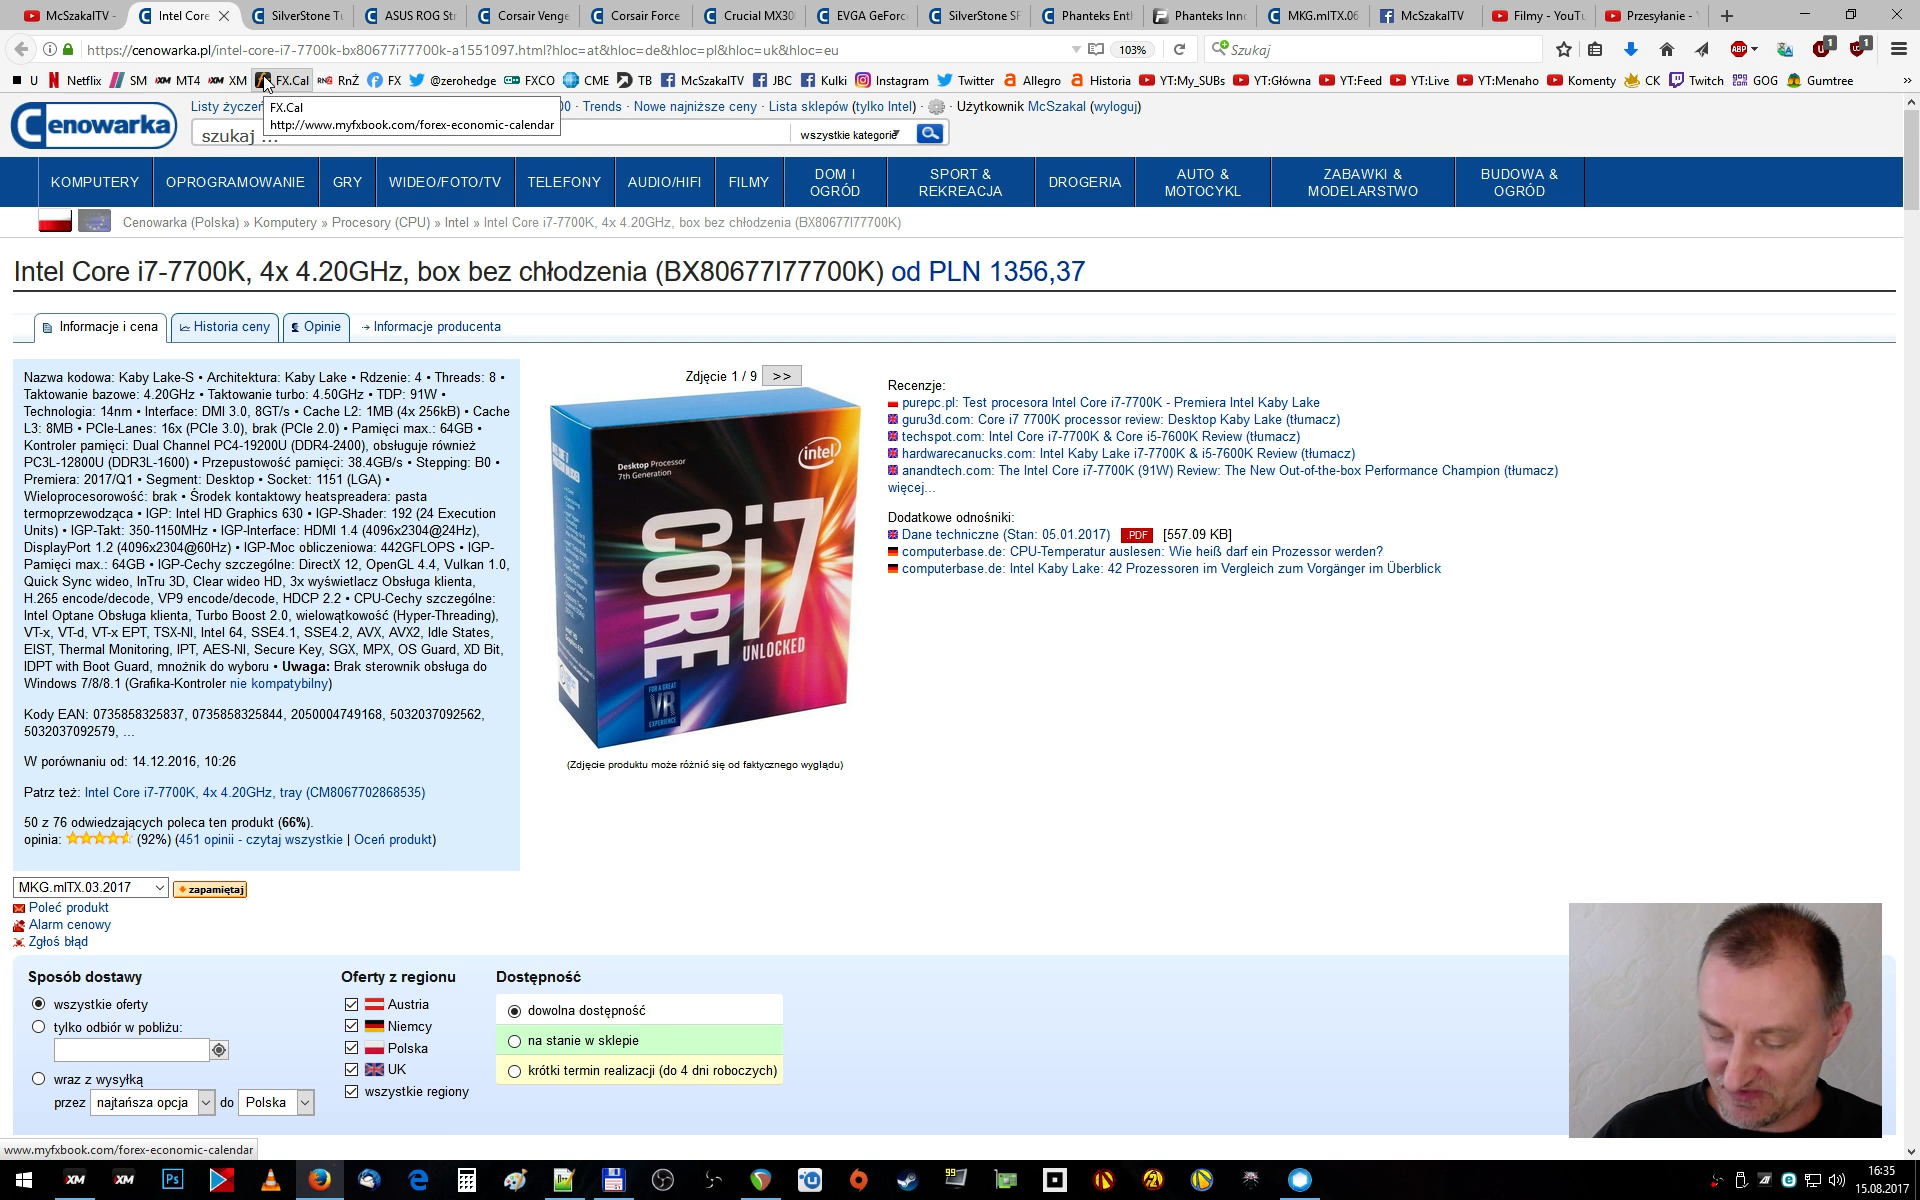 McSzakalTV -
Intel Core
SilverStone Tu
ASUS ROG Str
Corsair Venge
Corsair Force
Crucial MX30
EVGA GeForc
SilverStone SF
Phanteks Enth
Phanteks Inno
MKG.mITX.06
McSzakalTV
Filmy - YouTu
Przesyłanie - Y
https://cenowarka.pl/intel-core-i7-7700k-bx80677i77700k-a1551097.html?hloc=at&hloc=de&hloc=pl&hloc=uk&hloc=eu
103%
Szukaj
ABP
1
1
U
Netflix
SM
MT4
XM
FX.Cal
RnŻ
FX
@zerohedge
FXCO
CME
TB
McSzakalTV
JBC
Kulki
Instagram
Twitter
Allegro
Historia
YT:My_SUBs
YT:Główna
YT:Feed
YT:Live
YT:Menaho
Komenty
CK
Twitch
GOG
Gumtree
»
Cenowarka
Listy życzeń
00 · Trends · Nowe najniższe ceny · Lista sklepów (tylko Intel) · · Użytkownik McSzakal (wyloguj)
FX.Cal
http://www.myfxbook.com/forex-economic-calendar
szukaj ...
wszystkie kategorie
KOMPUTERY
OPROGRAMOWANIE
GRY
WIDEO/FOTO/TV
TELEFONY
AUDIO/HIFI
FILMY
DOM I
OGRÓD
SPORT &
REKREACJA
DROGERIA
AUTO &
MOTOCYKL
ZABAWKI &
MODELARSTWO
BUDOWA &
OGRÓD
Cenowarka (Polska) » Komputery » Procesory (CPU) » Intel » Intel Core i7-7700K, 4x 4.20GHz, box bez chłodzenia (BX80677I77700K)
Intel Core i7-7700K, 4x 4.20GHz, box bez chłodzenia (BX80677I77700K) od PLN 1356,37
Informacje i cena
Historia ceny
Opinie
→ Informacje producenta
Nazwa kodowa: Kaby Lake-S • Architektura: Kaby Lake • Rdzenie: 4 • Threads: 8 •
Taktowanie bazowe: 4.20GHz • Taktowanie turbo: 4.50GHz • TDP: 91W •
Technologia: 14nm • Interface: DMI 3.0, 8GT/s • Cache L2: 1MB (4x 256kB) • Cache
L3: 8MB • PCIe-Lanes: 16x (PCIe 3.0), brak (PCIe 2.0) • Pamięci max.: 64GB •
Kontroler pamięci: Dual Channel PC4-19200U (DDR4-2400), obsługuje również
PC3L-12800U (DDR3L-1600) • Przepustowość pamięci: 38.4GB/s • Stepping: B0 •
Premiera: 2017/Q1 • Segment: Desktop • Socket: 1151 (LGA) •
Wieloprocesorowość: brak • Środek kontaktowy heatspreadera: pasta
termoprzewodząca • IGP: Intel HD Graphics 630 • IGP-Shader: 192 (24 Execution
Units) • IGP-Takt: 350-1150MHz • IGP-Interface: HDMI 1.4 (4096x2304@24Hz),
DisplayPort 1.2 (4096x2304@60Hz) • IGP-Moc obliczeniowa: 442GFLOPS • IGP-
Pamięci max.: 64GB • IGP-Cechy szczególne: DirectX 12, OpenGL 4.4, Vulkan 1.0,
Quick Sync wideo, InTru 3D, Clear wideo HD, 3x wyświetlacz Obsługa klienta,
H.265 encode/decode, VP9 encode/decode, HDCP 2.2 • CPU-Cechy szczególne:
Intel Optane Obsługa klienta, Turbo Boost 2.0, wielowątkowość (Hyper-Threading),
VT-x, VT-d, VT-x EPT, TSX-NI, Intel 64, SSE4.1, SSE4.2, AVX, AVX2, Idle States,
EIST, Thermal Monitoring, IPT, AES-NI, Secure Key, SGX, MPX, OS Guard, XD Bit,
IDPT with Boot Guard, mnożnik do wyboru • Uwaga: Brak sterownik obsługa do
Windows 7/8/8.1 (Grafika-Kontroler nie kompatybilny)
Kody EAN: 0735858325837, 0735858325844, 2050004749168, 5032037092562,
5032037092579, ...
W porównaniu od: 14.12.2016, 10:26
Patrz też: Intel Core i7-7700K, 4x 4.20GHz, tray (CM8067702868535)
50 z 76 odwiedzających poleca ten produkt (66%).
opinia: (92%) (451 opinii - czytaj wszystkie | Oceń produkt)
Zdjęcie 1 / 9 >>
Desktop Processor
7th Generation
intel
CORE i7
UNLOCKED
FOR A GREAT
VR
EXPERIENCE
(Zdjęcie produktu może różnić się od faktycznego wyglądu)
Recenzje:
purepc.pl: Test procesora Intel Core i7-7700K - Premiera Intel Kaby Lake
guru3d.com: Core i7 7700K processor review: Desktop Kaby Lake (tłumacz)
techspot.com: Intel Core i7-7700K & Core i5-7600K Review (tłumacz)
hardwarecanucks.com: Intel Kaby Lake i7-7700K & i5-7600K Review (tłumacz)
anandtech.com: The Intel Core i7-7700K (91W) Review: The New Out-of-the-box Performance Champion (tłumacz)
więcej...
Dodatkowe odnośniki:
Dane techniczne (Stan: 05.01.2017) .PDF [557.09 KB]
computerbase.de: CPU-Temperatur auslesen: Wie heiß darf ein Prozessor werden?
computerbase.de: Intel Kaby Lake: 42 Prozessoren im Vergleich zum Vorgänger im Überblick
MKG.mITX.03.2017
zapamiętaj
Poleć produkt
Alarm cenowy
Zgłoś błąd
Sposób dostawy
wszystkie oferty
tylko odbiór w pobliżu:
wraz z wysyłką
przez najtańsza opcja do Polska
Oferty z regionu
Austria
Niemcy
Polska
UK
wszystkie regiony
Dostępność
dowolna dostępność
na stanie w sklepie
krótki termin realizacji (do 4 dni roboczych)
www.myfxbook.com/forex-economic-calendar
XM
XM
Ps
99
16:35
15.08.2017